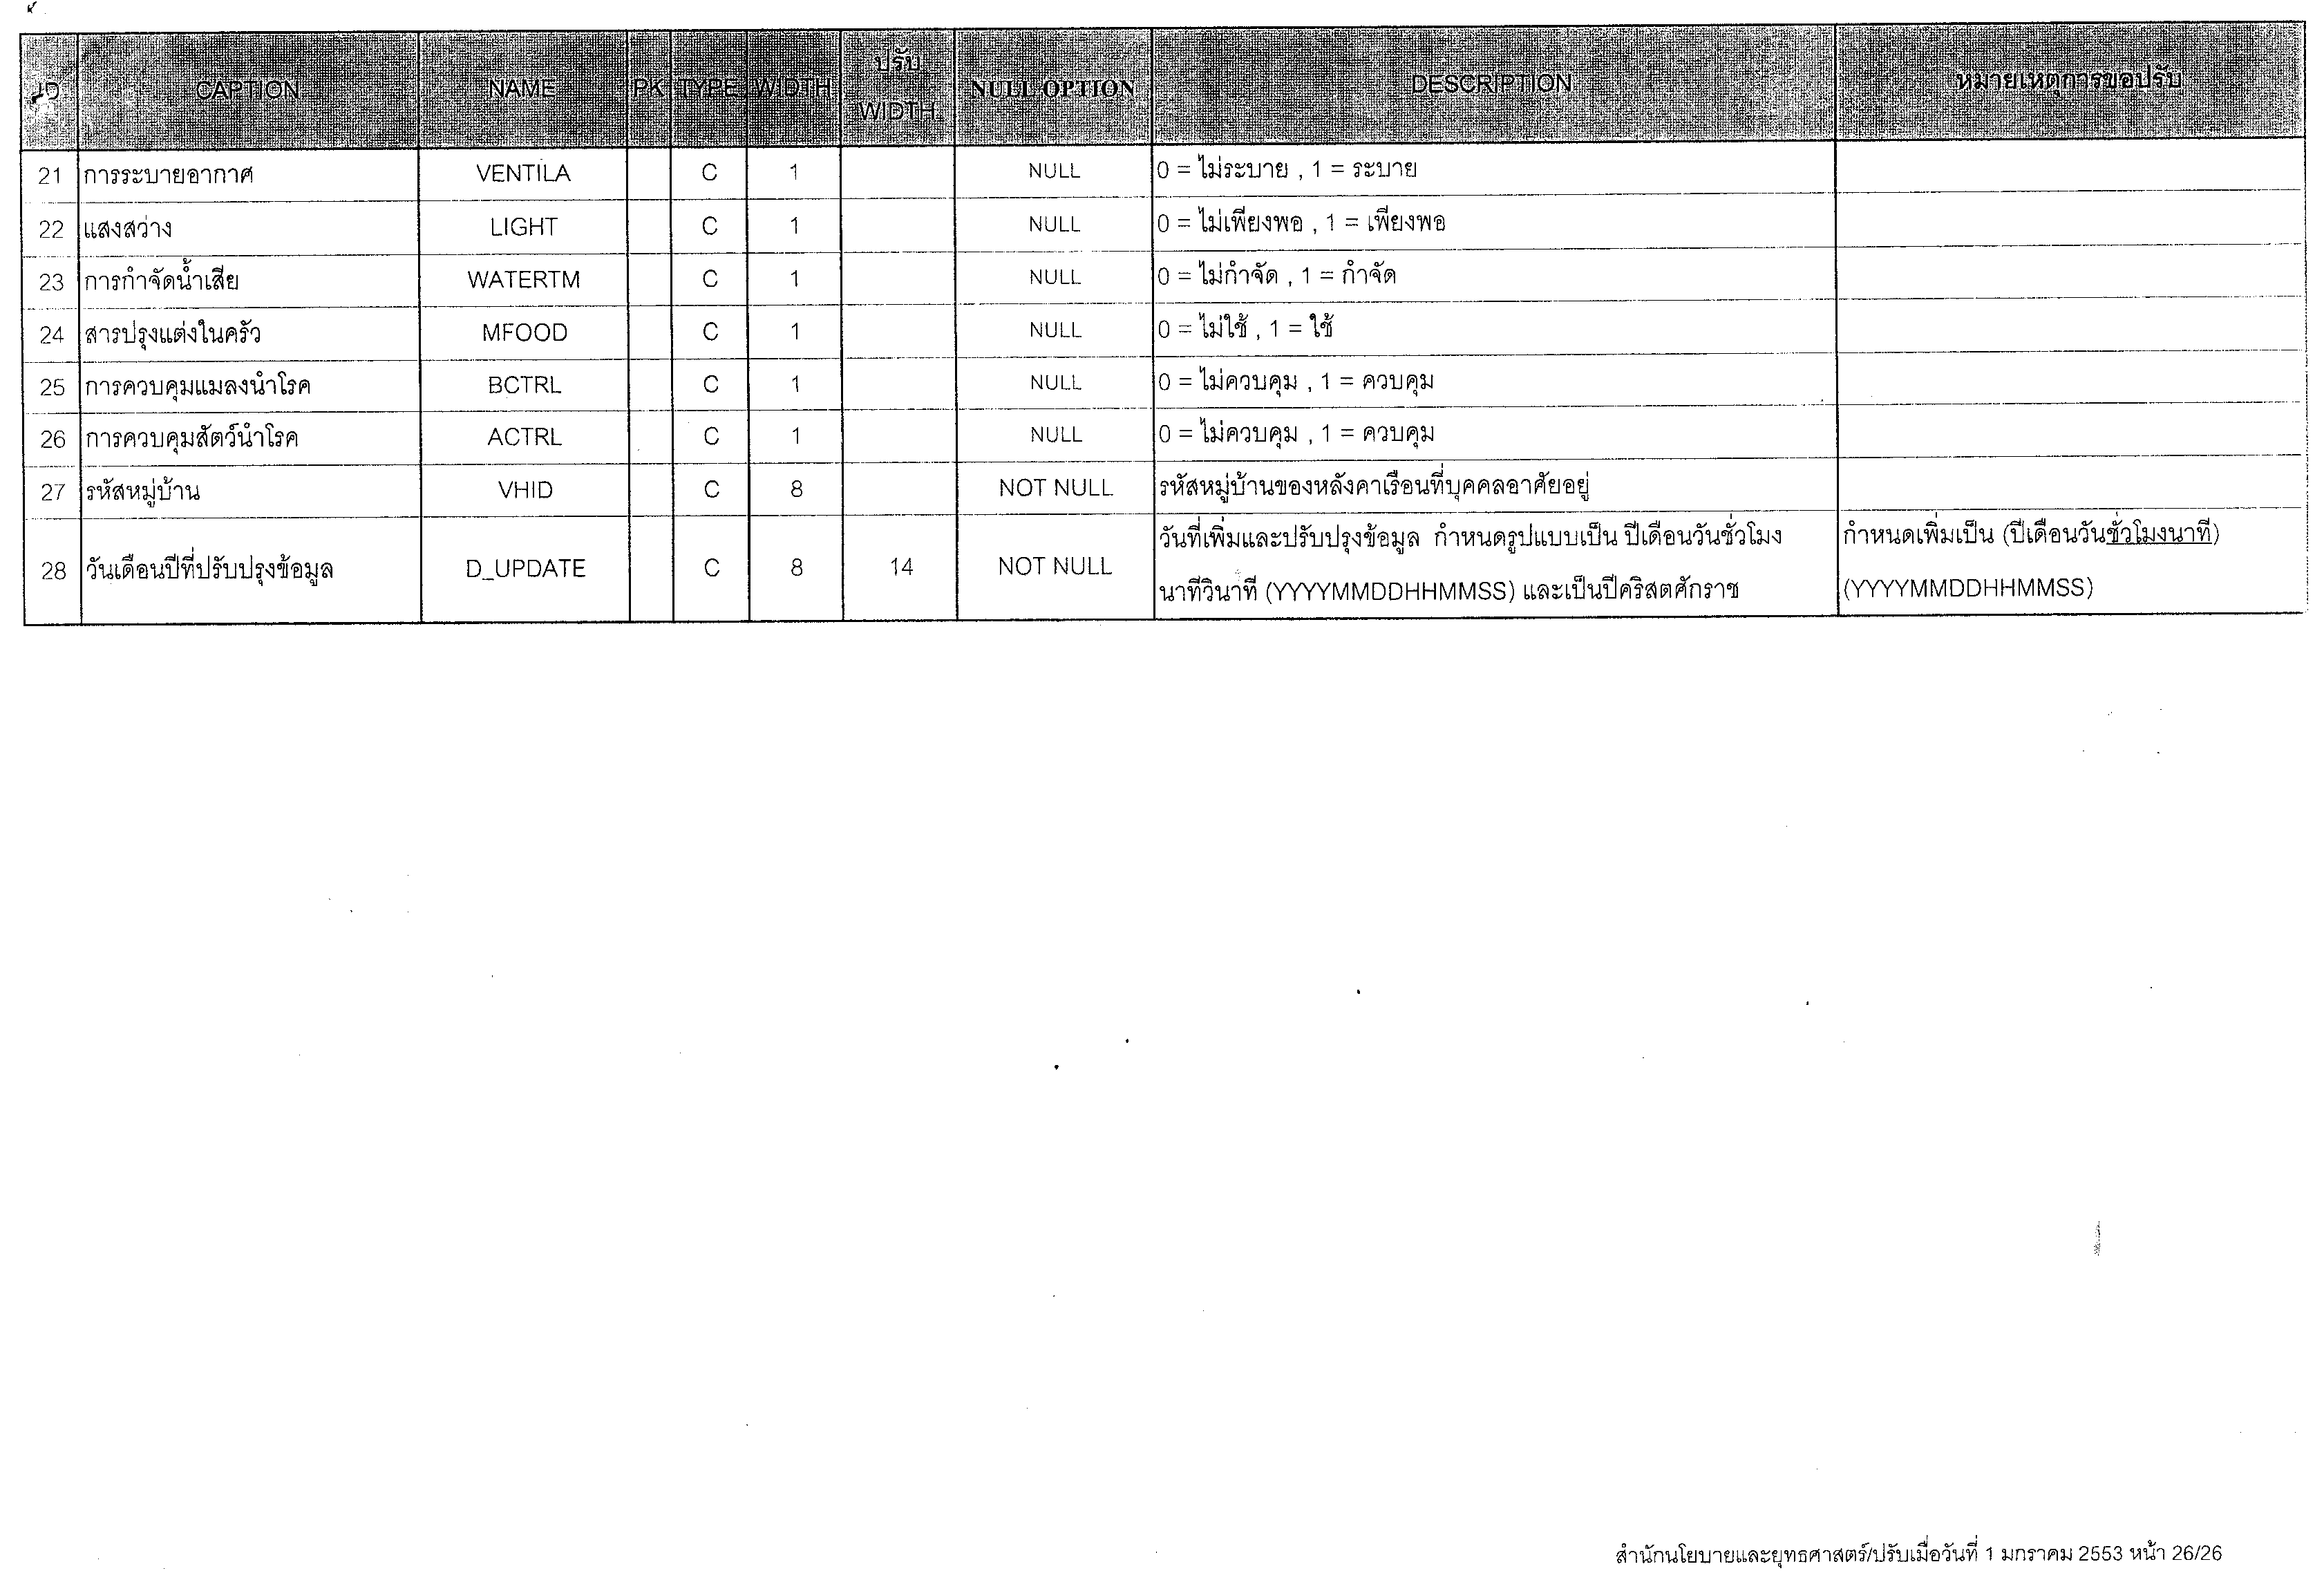 CAPTION NAME PK TYPE WIDTH ปรับ WIDTH NULL OPTION DESCRIPTION หมายเหตุการขอปรับ
21 การระบายอากาศ VENTILA C 1 NULL 0 = ไม่ระบาย , 1 = ระบาย
22 แสงสว่าง LIGHT C 1 NULL 0 = ไม่เพียงพอ , 1 = เพียงพอ
23 การกำจัดน้ำเสีย WATERTM C 1 NULL 0 = ไม่กำจัด , 1 = กำจัด
24 สารปรุงแต่งในครัว MFOOD C 1 NULL 0 = ไม่ใช้ , 1 = ใช้
25 การควบคุมแมลงนำโรค BCTRL C 1 NULL 0 = ไม่ควบคุม , 1 = ควบคุม
26 การควบคุมสัตว์นำโรค ACTRL C 1 NULL 0 = ไม่ควบคุม , 1 = ควบคุม
27 รหัสหมู่บ้าน VHID C 8 NOT NULL รหัสหมู่บ้านของหลังคาเรือนที่บุคคลอาศัยอยู่
28 วันเดือนปีที่ปรับปรุงข้อมูล D_UPDATE C 8 14 NOT NULL วันที่เพิ่มและปรับปรุงข้อมูล กำหนดรูปแบบเป็น ปีเดือนวันชั่วโมง
นาทีวินาที (YYYYMMDDHHMMSS) และเป็นปีคริสตศักราช
กำหนดเพิ่มเป็น (ปีเดือนวันชั่วโมงนาที)
(YYYYMMDDHHMMSS)
สำนักนโยบายและยุทธศาสตร์/ปรับเมื่อวันที่ 1 มกราคม 2553 หน้า 26/26